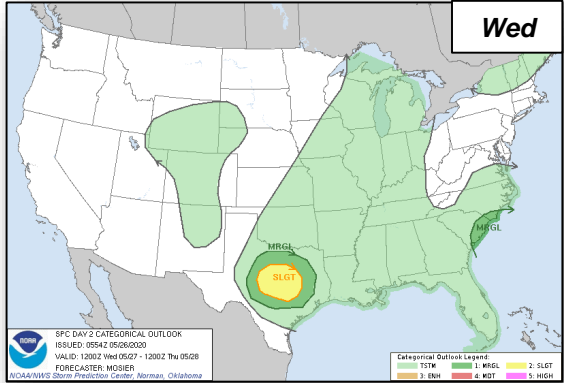 Wed
MRGL
SLGT
MRGL
SPC DAY 2 CATEGORICAL OUTLOOK
ISSUED: 0554Z 05/26/2020
VALID: 1200Z Wed 05/27 - 1200Z Thu 05/28
FORECASTER: MOSIER
NOAA/NWS Storm Prediction Center, Norman, Oklahoma
NOAA
Categorical Outlook Legend:
TSTM 1: MRGL 2: SLGT
3: ENH 4: MDT 5: HIGH